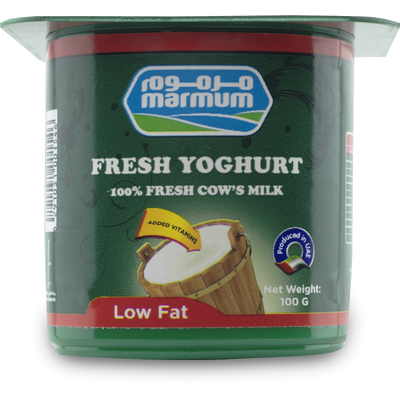 مرموم
marmum
FRESH YOGHURT
100% FRESH COW'S MILK
ADDED VITAMINS
Produced in UAE
Net Weight:
100 G
Low Fat